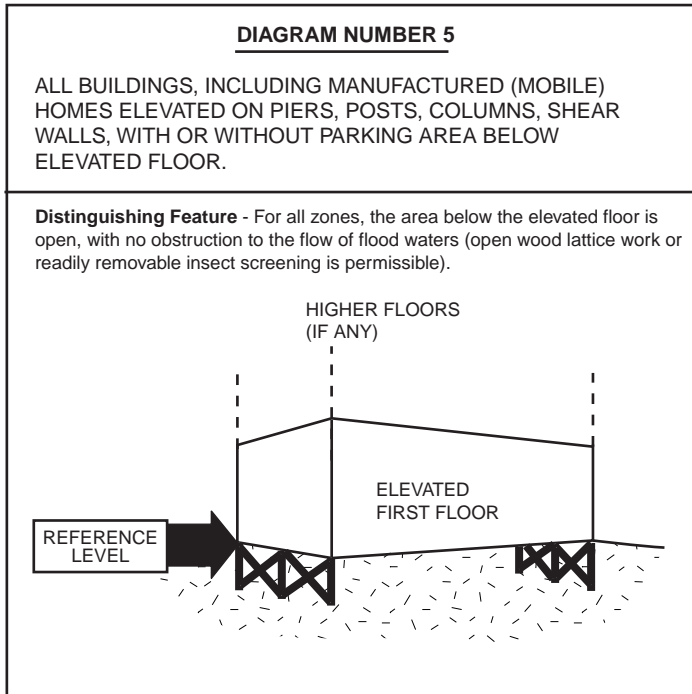 DIAGRAM NUMBER 5
ALL BUILDINGS, INCLUDING MANUFACTURED (MOBILE)
HOMES ELEVATED ON PIERS, POSTS, COLUMNS, SHEAR
WALLS, WITH OR WITHOUT PARKING AREA BELOW
ELEVATED FLOOR.
Distinguishing Feature - For all zones, the area below the elevated floor is
open, with no obstruction to the flow of flood waters (open wood lattice work or
readily removable insect screening is permissible).
HIGHER FLOORS
(IF ANY)
ELEVATED
FIRST FLOOR
REFERENCE
LEVEL